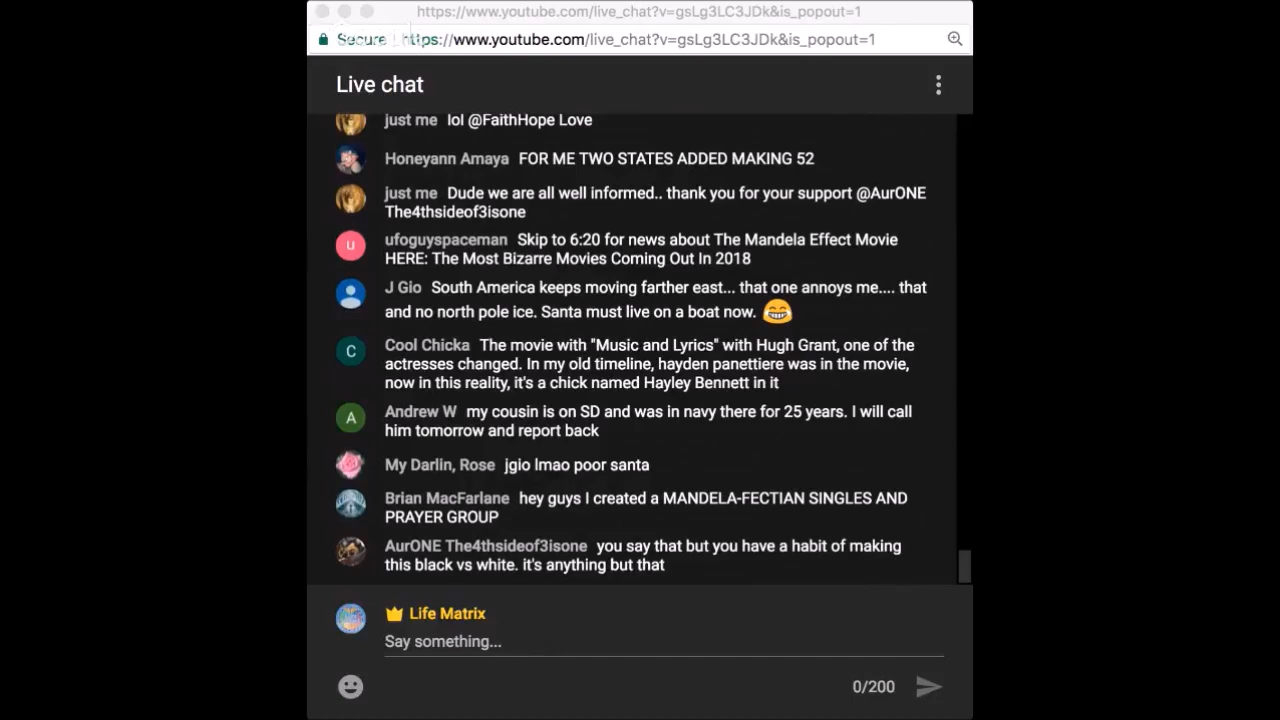 https://www.youtube.com/live_chat?v=gsLg3LC3JDk&is_popout=1
Secure https://www.youtube.com/live_chat?v=gsLg3LC3JDk&is_popout=1
Live chat
just me lol @FaithHope Love
Honeyann Amaya FOR ME TWO STATES ADDED MAKING 52
just me Dude we are all well informed.. thank you for your support @AurONE
The4thsideof3isone
U
ufoguyspaceman Skip to 6:20 for news about The Mandela Effect Movie
HERE: The Most Bizarre Movies Coming Out In 2018
J Gio South America keeps moving farther east... that one annoys me.... that
and no north pole ice. Santa must live on a boat now. 😂
C
Cool Chicka The movie with "Music and Lyrics" with Hugh Grant, one of the
actresses changed. In my old timeline, hayden panettiere was in the movie,
now in this reality, it's a chick named Hayley Bennett in it
A
Andrew W my cousin is on SD and was in navy there for 25 years. I will call
him tomorrow and report back
My Darlin, Rose jgio lmao poor santa
Brian MacFarlane hey guys I created a MANDELA-FECTIAN SINGLES AND
PRAYER GROUP
AurONE The4thsideof3isone you say that but you have a habit of making
this black vs white. it's anything but that
Life Matrix
Say something...
0/200